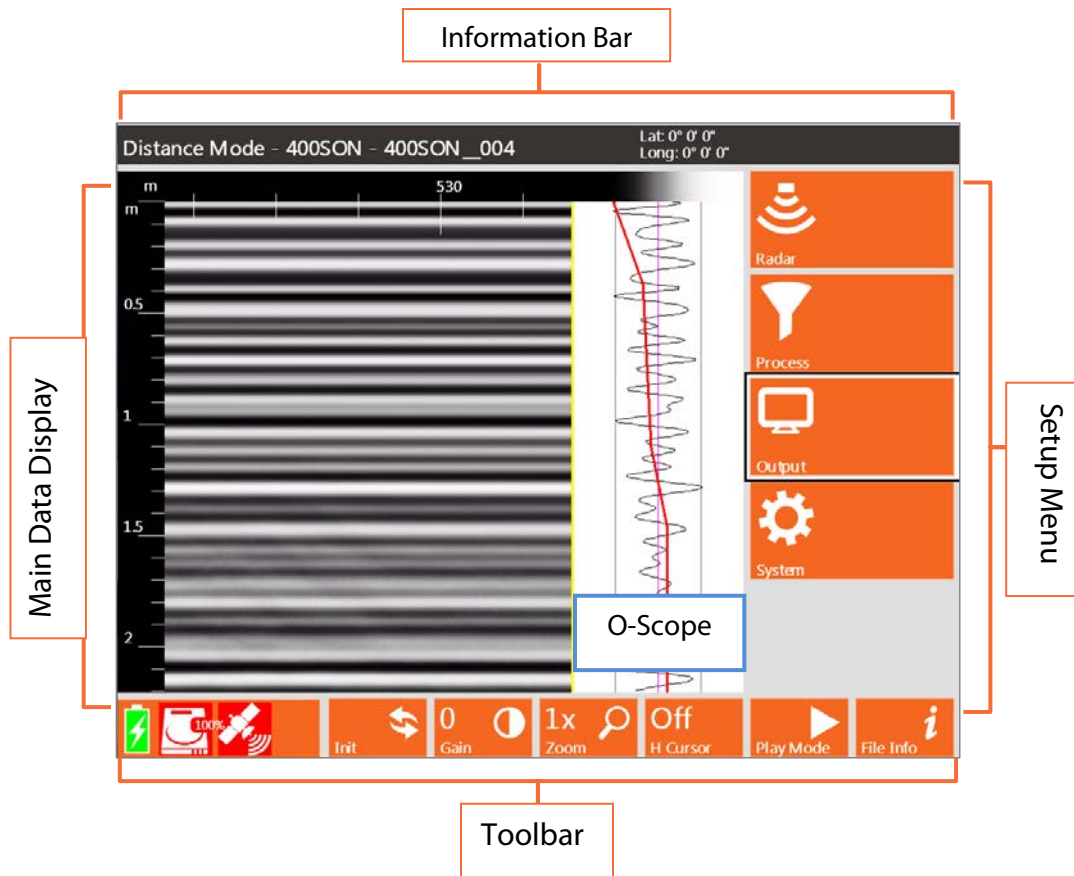 Information Bar
Distance Mode - 400SON - 400SON__004
Lat: 0° 0' 0"
Long: 0° 0' 0"
m
530
m
0.5
1
1.5
2
Radar
Process
Output
System
Main Data Display
Setup Menu
O-Scope
100%
Init
0
Gain
1x
Zoom
Off
H Cursor
Play Mode
i
File Info
Toolbar